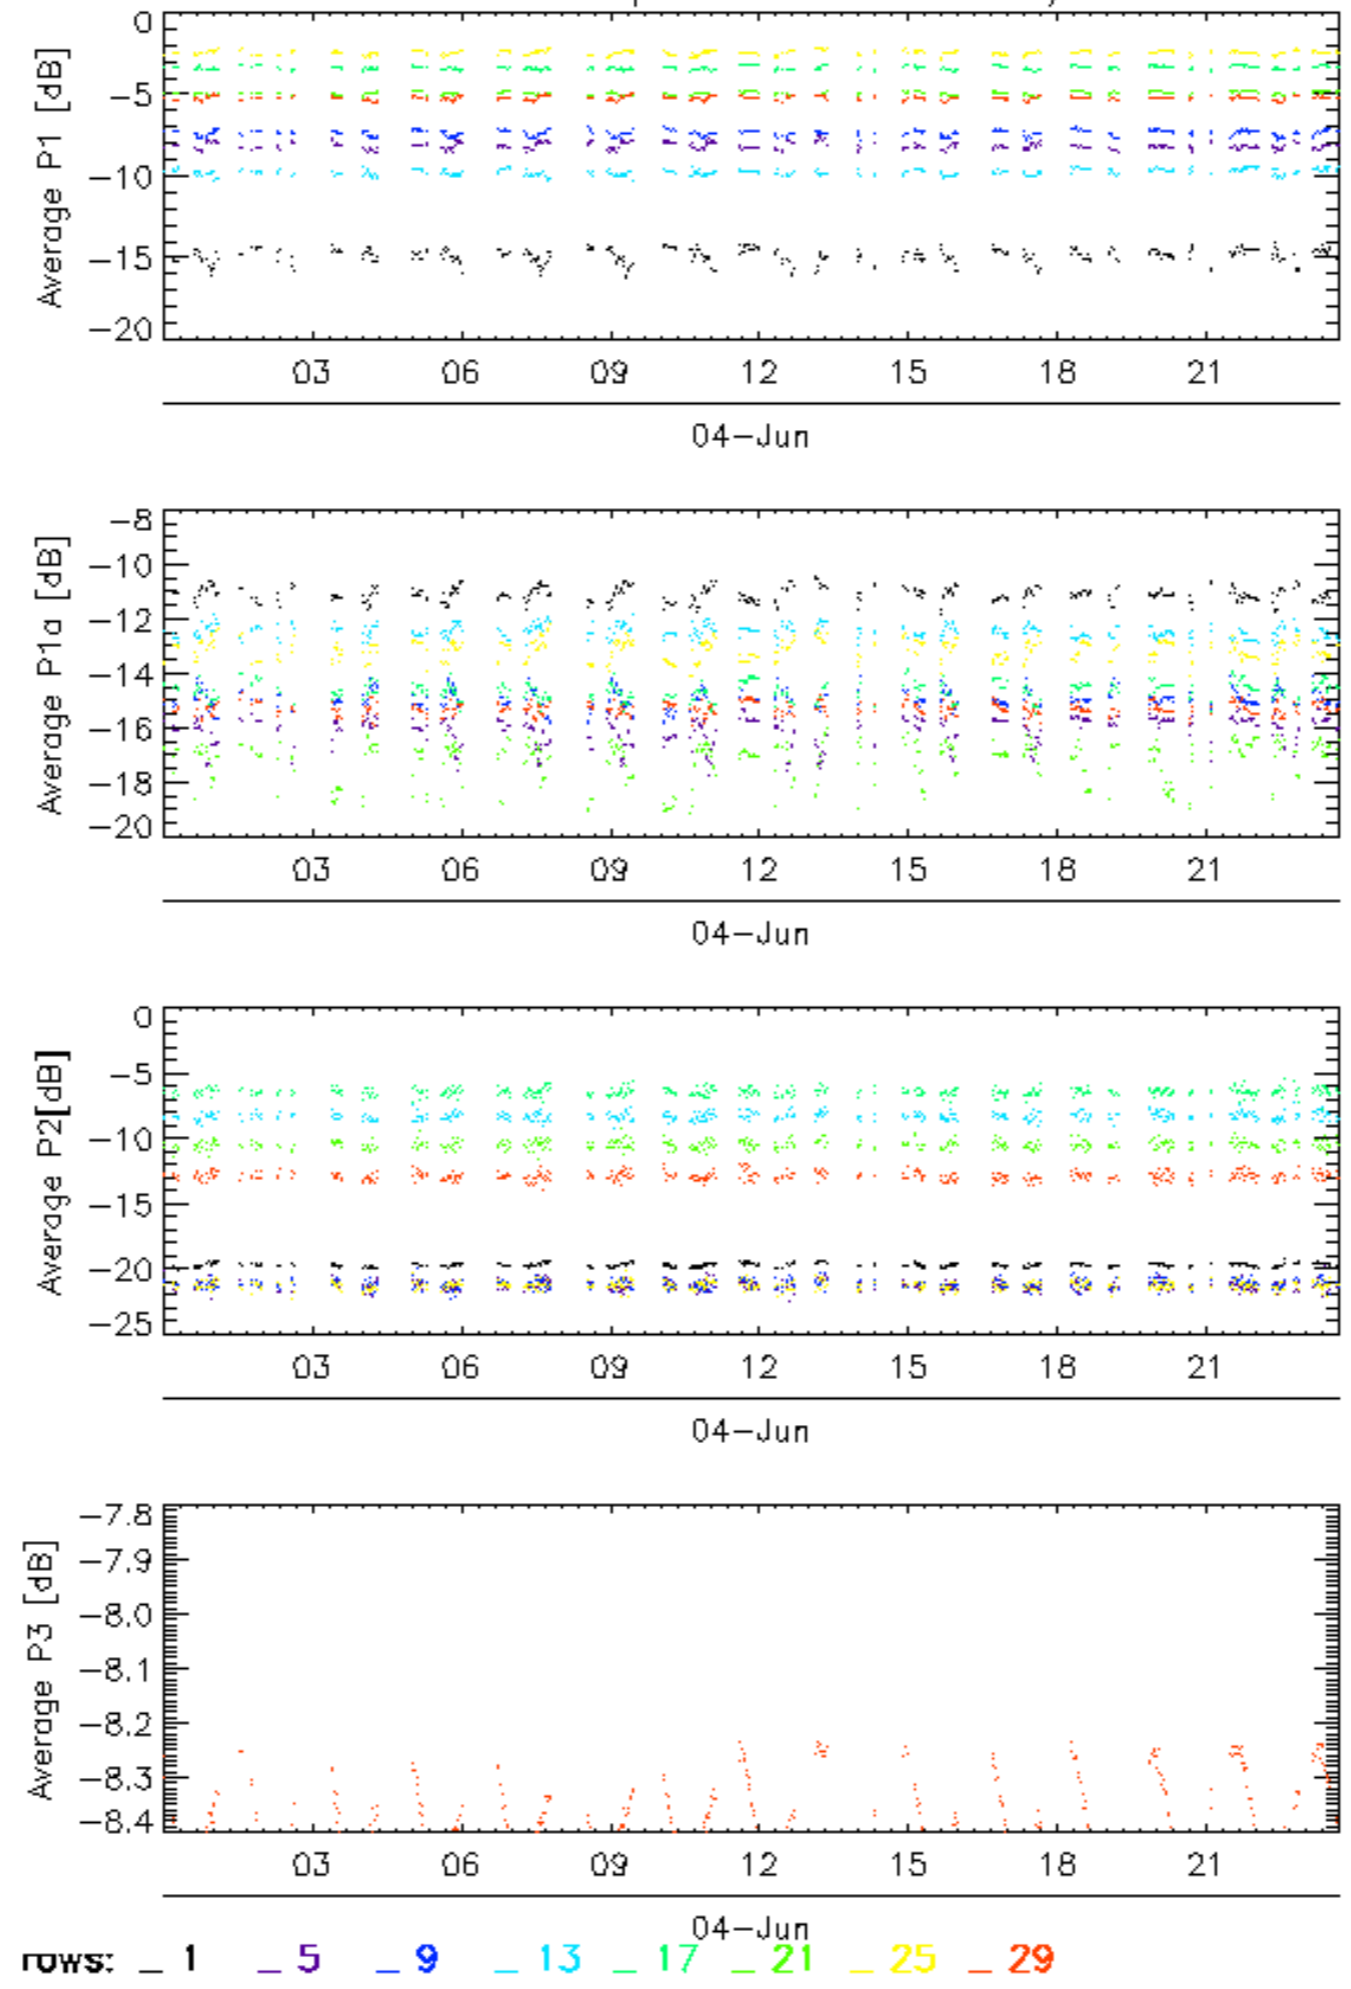 Average P1 [dB]
0
−5
−10
−15
−20
03 06 09 12 15 18 21
04−Jun
Average P1a [dB]
−8
−10
−12
−14
−16
−18
−20
03 06 09 12 15 18 21
04−Jun
Average P2[dB]
0
−5
−10
−15
−20
−25
03 06 09 12 15 18 21
04−Jun
Average P3 [dB]
−7.8
−7.9
−8.0
−8.1
−8.2
−8.3
−8.4
03 06 09 12 15 18 21
04−Jun
rows: _ 1 _ 5 _ 9 _ 13 _ 17 _ 21 _ 25 _ 29